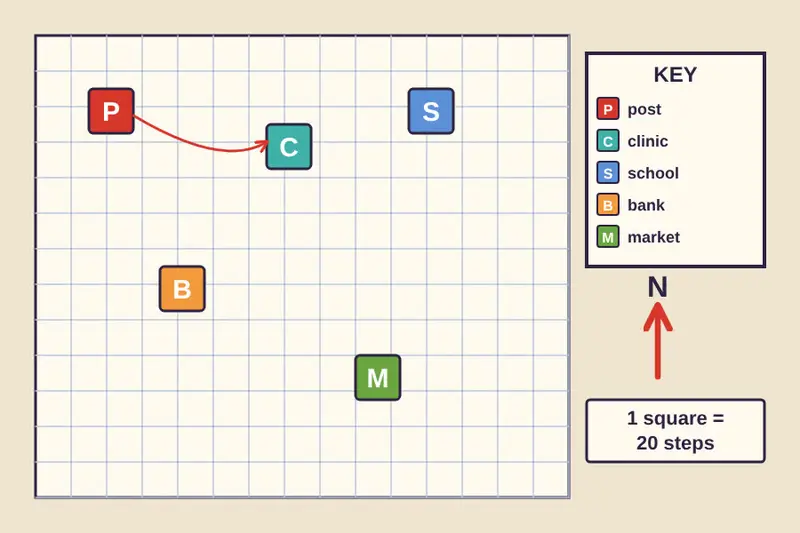 P
S
C
B
M
KEY
P post
C clinic
S school
B bank
M market
N
1 square =
20 steps